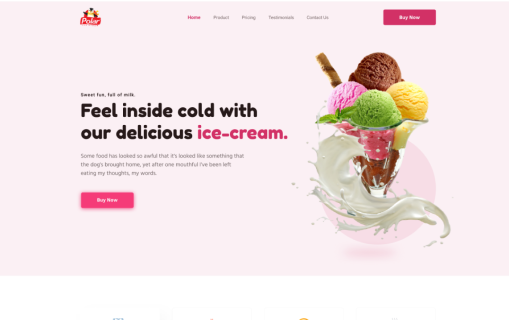 Polar
Home Product Pricing Testimonials Contact Us
Buy Now
Sweet fun, full of milk.
Feel inside cold with
our delicious ice-cream.
Some food has looked so awful that it's looked like something that
the dog's brought home, yet after one mouthful I've been left
eating my thoughts, my words.
Buy Now